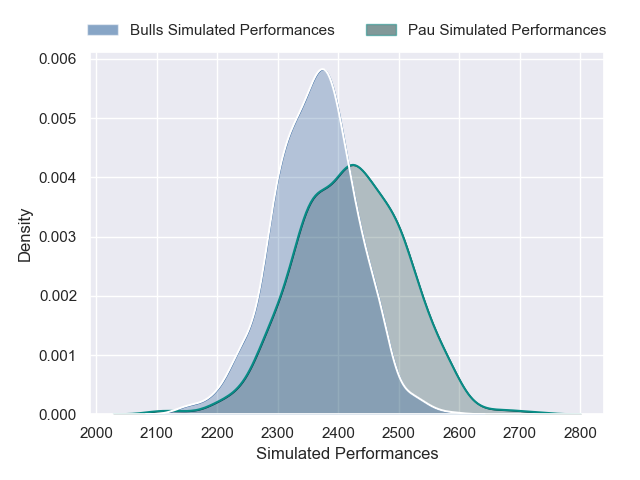 Bulls Simulated Performances Pau Simulated Performances
0.006
0.005
0.004
0.003
0.002
0.001
0.000
Density
2000 2100 2200 2300 2400 2500 2600 2700 2800
Simulated Performances